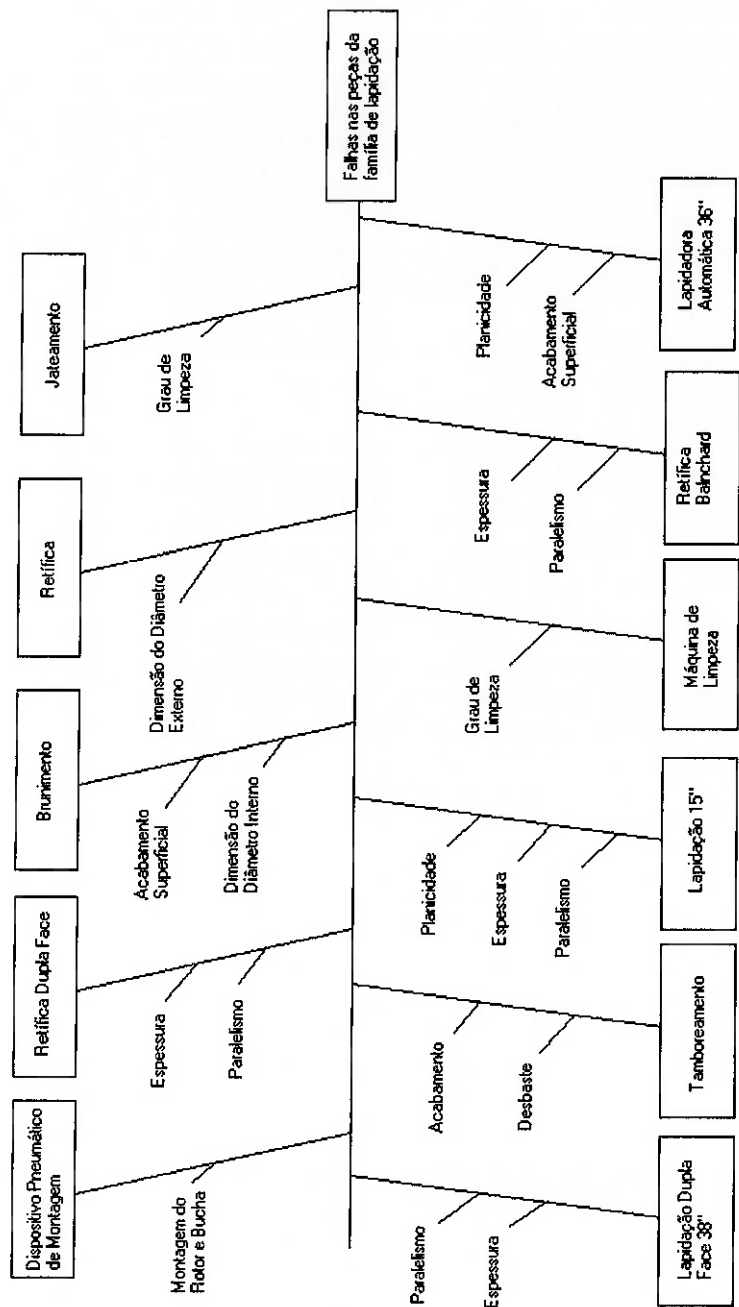 Dispositivo Pneumático
de Montagem
Retífica Dupla Face
Brunimento
Retífica
Jateamento
Montagem do
Rotor e Bucha
Espessura
Paralelismo
Acabamento
Superficial
Dimensão do
Diâmetro Interno
Dimensão do Diâmetro
Externo
Grau de
Limpeza
Falhas nas peças da
família de lapidação
Paralelismo
Espessura
Acabamento
Desbaste
Planicidade
Espessura
Paralelismo
Grau de
Limpeza
Espessura
Paralelismo
Planicidade
Acabamento
Superficial
Lapidação Dupla
Face 38"
Tamboreamento
Lapidação 15"
Máquina de
Limpeza
Retífica
Balnchard
Lapidadora
Automática 36"